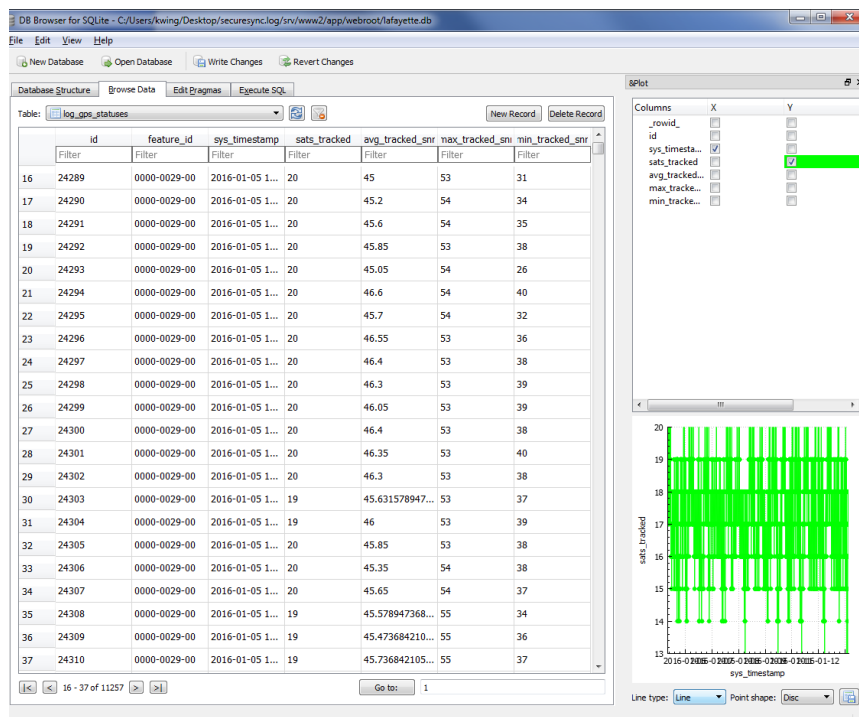 DB Browser for SQLite - C:/Users/kwing/Desktop/securesync.log/srv/www2/app/webroot/lafayette.db
File Edit View Help
New Database Open Database Write Changes Revert Changes
Database Structure Browse Data Edit Pragmas Execute SQL
Table: log_gps_statuses New Record Delete Record
id feature_id sys_timestamp sats_tracked avg_tracked_snr max_tracked_snr min_tracked_snr
Filter Filter Filter Filter Filter Filter Filter
16 24289 0000-0029-00 2016-01-05 1... 20 45 53 31
17 24290 0000-0029-00 2016-01-05 1... 20 45.2 54 34
18 24291 0000-0029-00 2016-01-05 1... 20 45.6 54 35
19 24292 0000-0029-00 2016-01-05 1... 20 45.85 53 38
20 24293 0000-0029-00 2016-01-05 1... 20 45.05 54 26
21 24294 0000-0029-00 2016-01-05 1... 20 46.6 54 40
22 24295 0000-0029-00 2016-01-05 1... 20 45.7 54 32
23 24296 0000-0029-00 2016-01-05 1... 20 46.55 53 36
24 24297 0000-0029-00 2016-01-05 1... 20 46.4 53 38
25 24298 0000-0029-00 2016-01-05 1... 20 46.3 53 39
26 24299 0000-0029-00 2016-01-05 1... 20 46.05 53 39
27 24300 0000-0029-00 2016-01-05 1... 20 46.4 53 38
28 24301 0000-0029-00 2016-01-05 1... 20 46.35 53 40
29 24302 0000-0029-00 2016-01-05 1... 20 46.3 53 38
30 24303 0000-0029-00 2016-01-05 1... 19 45.631578947... 53 37
31 24304 0000-0029-00 2016-01-05 1... 19 46 53 39
32 24305 0000-0029-00 2016-01-05 1... 20 45.85 53 38
33 24306 0000-0029-00 2016-01-05 1... 20 45.35 54 38
34 24307 0000-0029-00 2016-01-05 1... 20 45.65 54 37
35 24308 0000-0029-00 2016-01-05 1... 19 45.578947368... 55 34
36 24309 0000-0029-00 2016-01-05 1... 19 45.473684210... 55 36
37 24310 0000-0029-00 2016-01-05 1... 19 45.736842105... 55 37
|< < 16 - 37 of 11257 > >| Go to: 1
&Plot
Columns X Y
_rowid_
id
sys_timesta...
sats_tracked
avg_tracked...
max_tracke...
min_tracke...
20
19
18
17
16
15
14
13
sats_tracked
sys_timestamp
Line type: Line Point shape: Disc